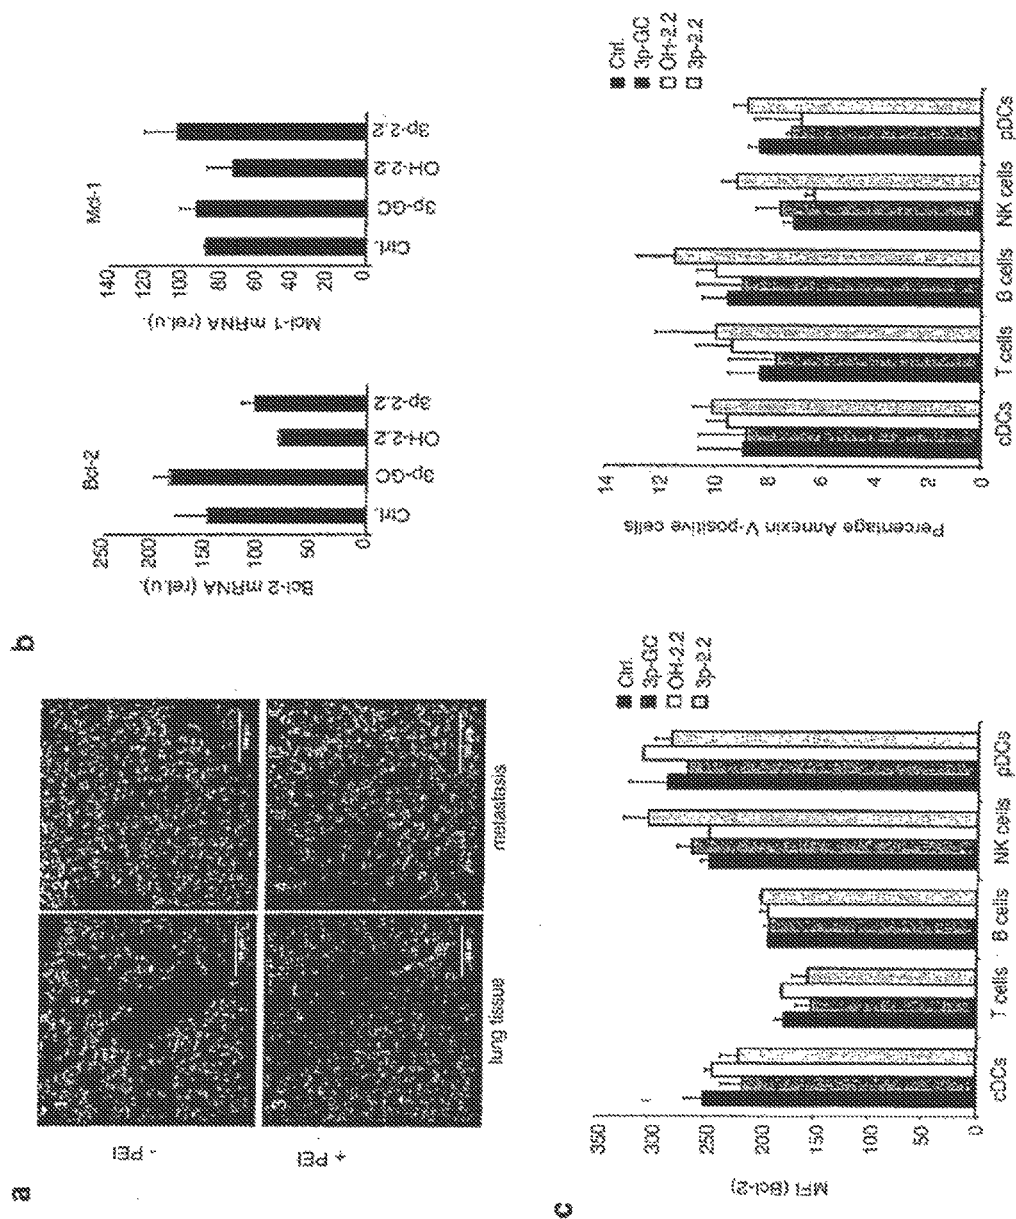 a
- PEI
+ PEI
lung tissue
metastasis
b
Bcl-2
Bcl-2 mRNA (rel.u).
250
200
150
100
50
0
Ctrl.
3p-GC
OH-2.2
3p-2.2
Mcl-1
Mcl-1 mRNA (rel.u).
140
120
100
80
60
40
20
0
Ctrl.
3p-GC
OH-2.2
3p-2.2
c
MFI (Bcl-2)
350
300
250
200
150
100
50
0
cDCs
T cells
B cells
NK cells
pDCs
Ctrl.
3p-GC
OH-2.2
3p-2.2
Percentage Annexin V-positive cells
14
12
10
8
6
4
2
0
cDCs
T cells
B cells
NK cells
pDCs
Ctrl.
3p-GC
OH-2.2
3p-2.2